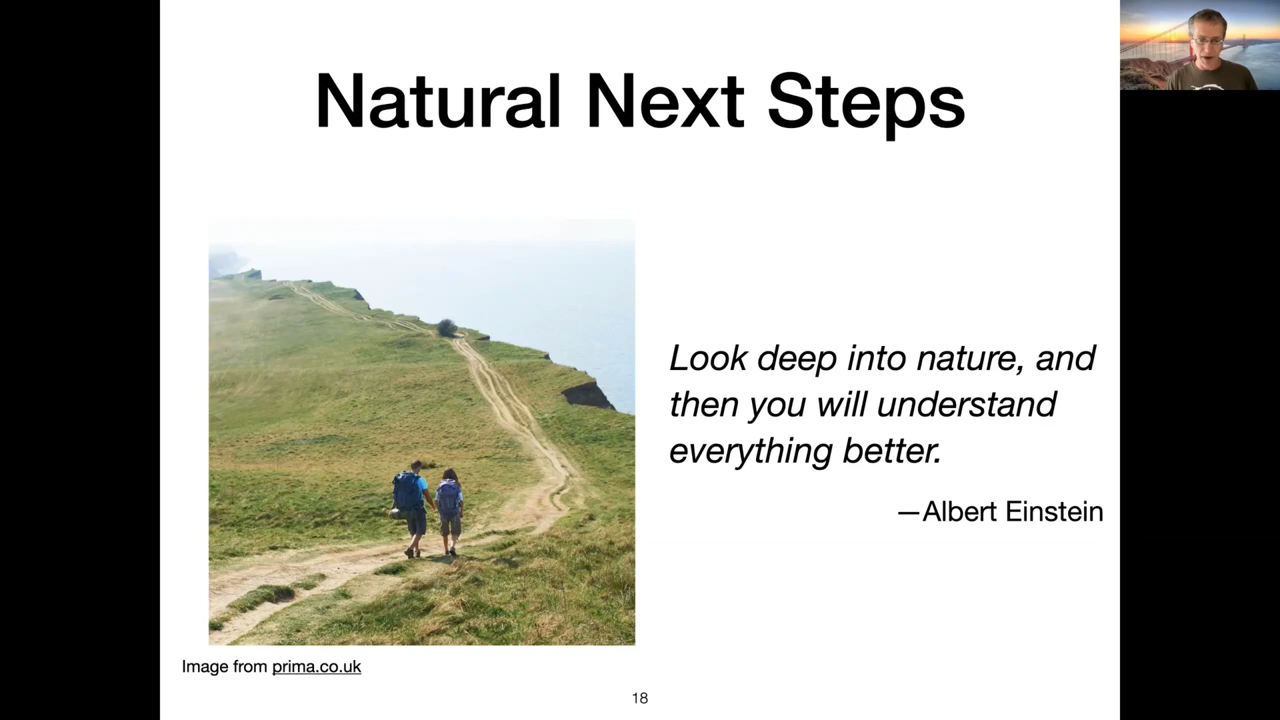 Natural Next Steps
Look deep into nature, and
then you will understand
everything better.
—Albert Einstein
Image from prima.co.uk
18